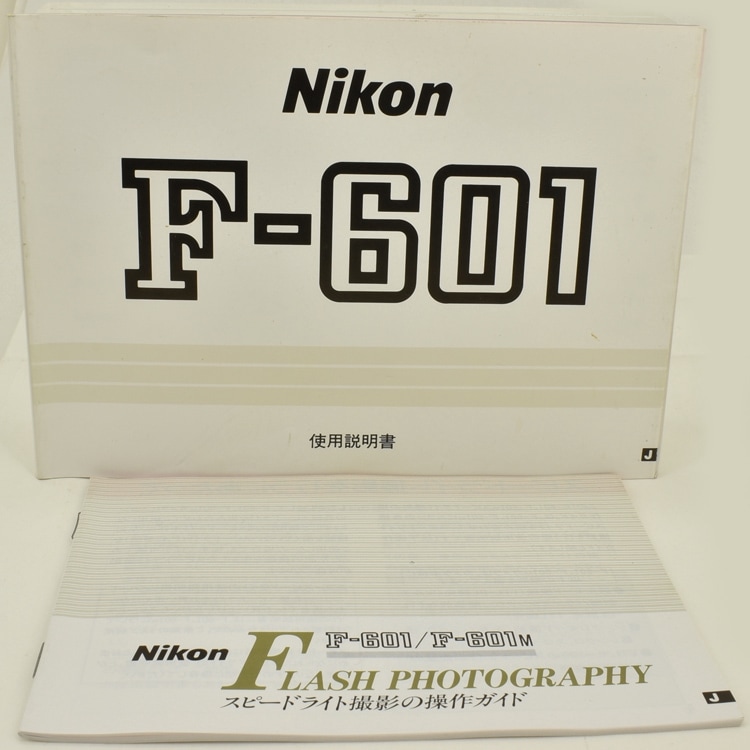 Nikon
F-601
使用説明書
J
F-601/F-601M
Nikon FLASH PHOTOGRAPHY
スピードライト撮影の操作ガイド
J